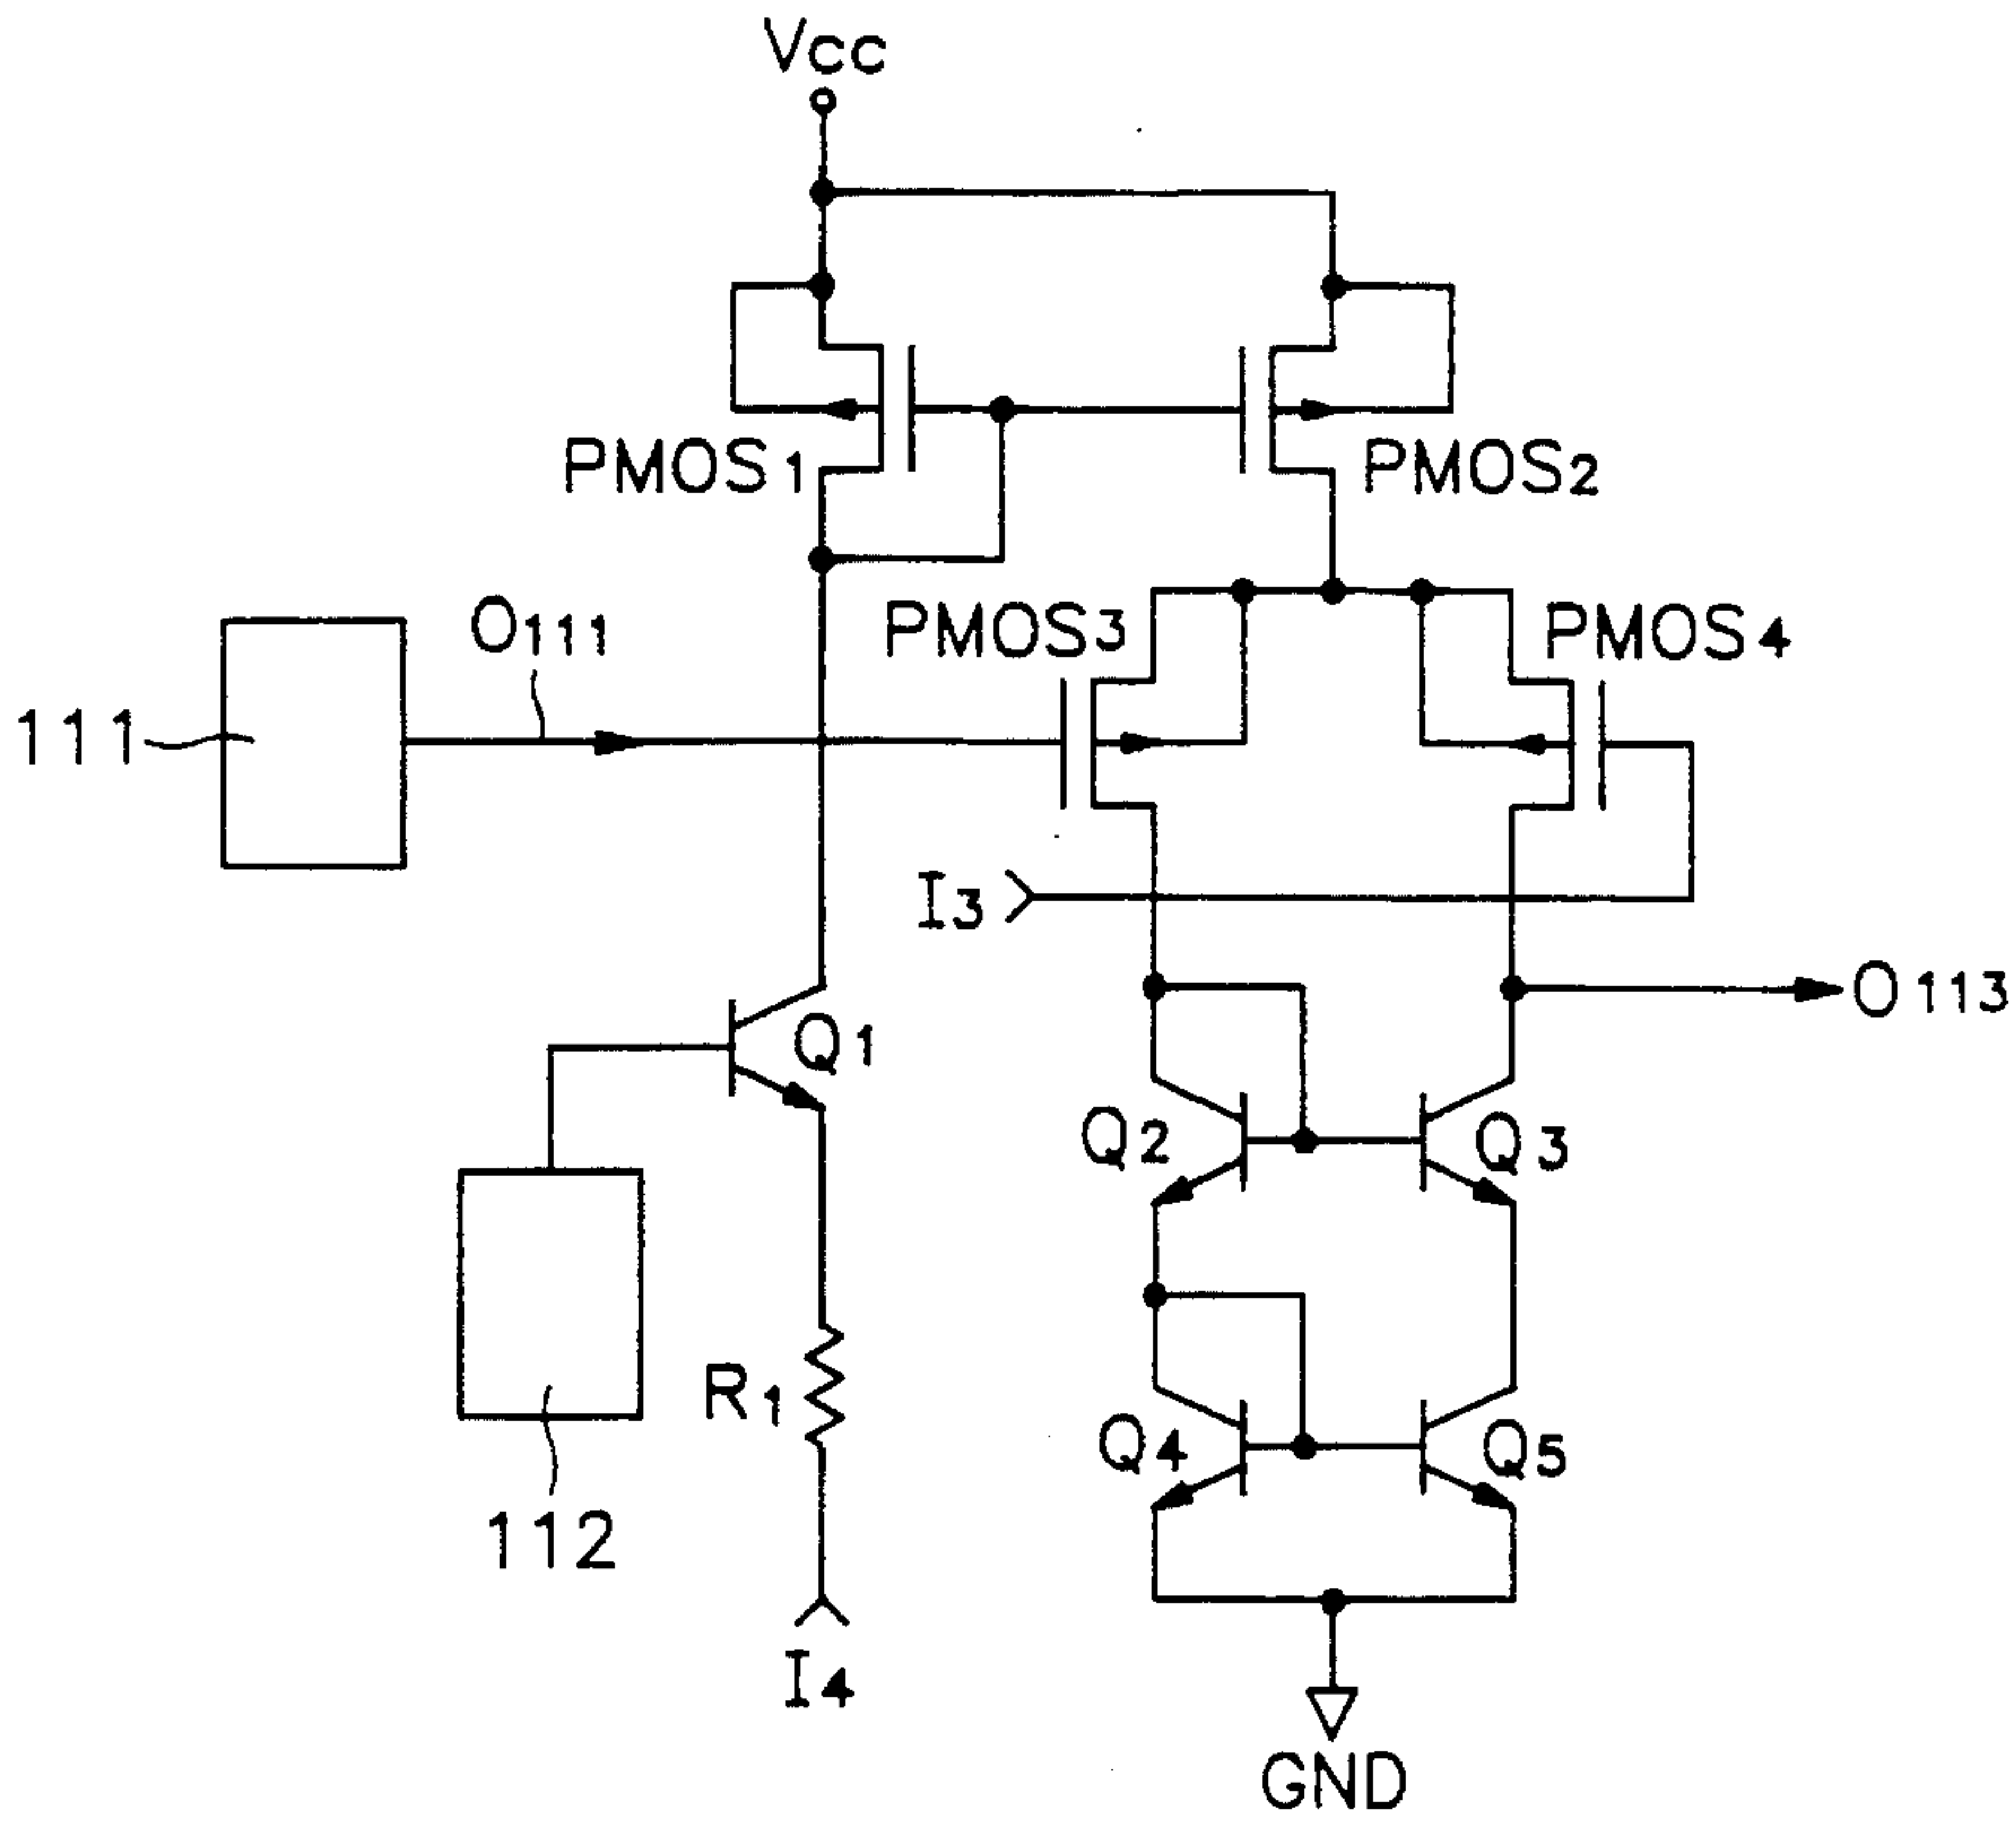 Vcc
PMOS1
PMOS2
O111
PMOS3
PMOS4
111
I3
O113
Q1
Q2
Q3
R1
Q4
Q5
112
I4
GND